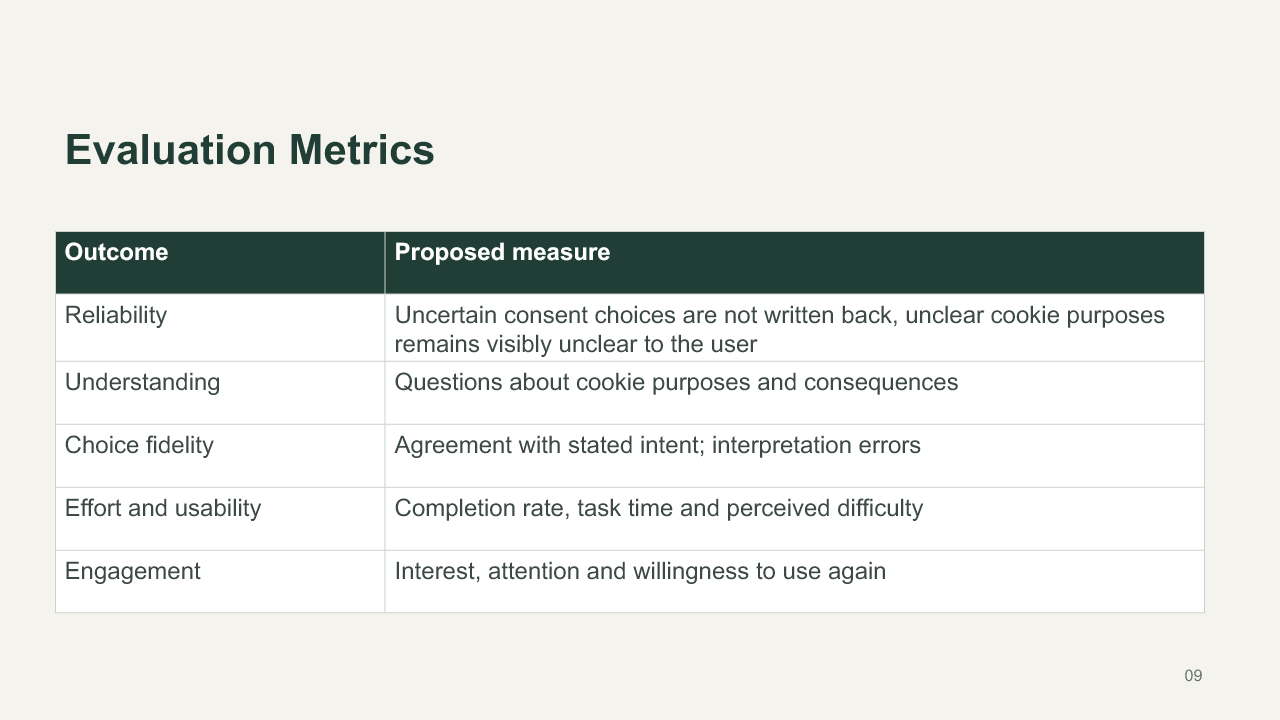 Evaluation Metrics
Outcome
Proposed measure
Reliability
Uncertain consent choices are not written back, unclear cookie purposes
remains visibly unclear to the user
Understanding
Questions about cookie purposes and consequences
Choice fidelity
Agreement with stated intent; interpretation errors
Effort and usability
Completion rate, task time and perceived difficulty
Engagement
Interest, attention and willingness to use again
09